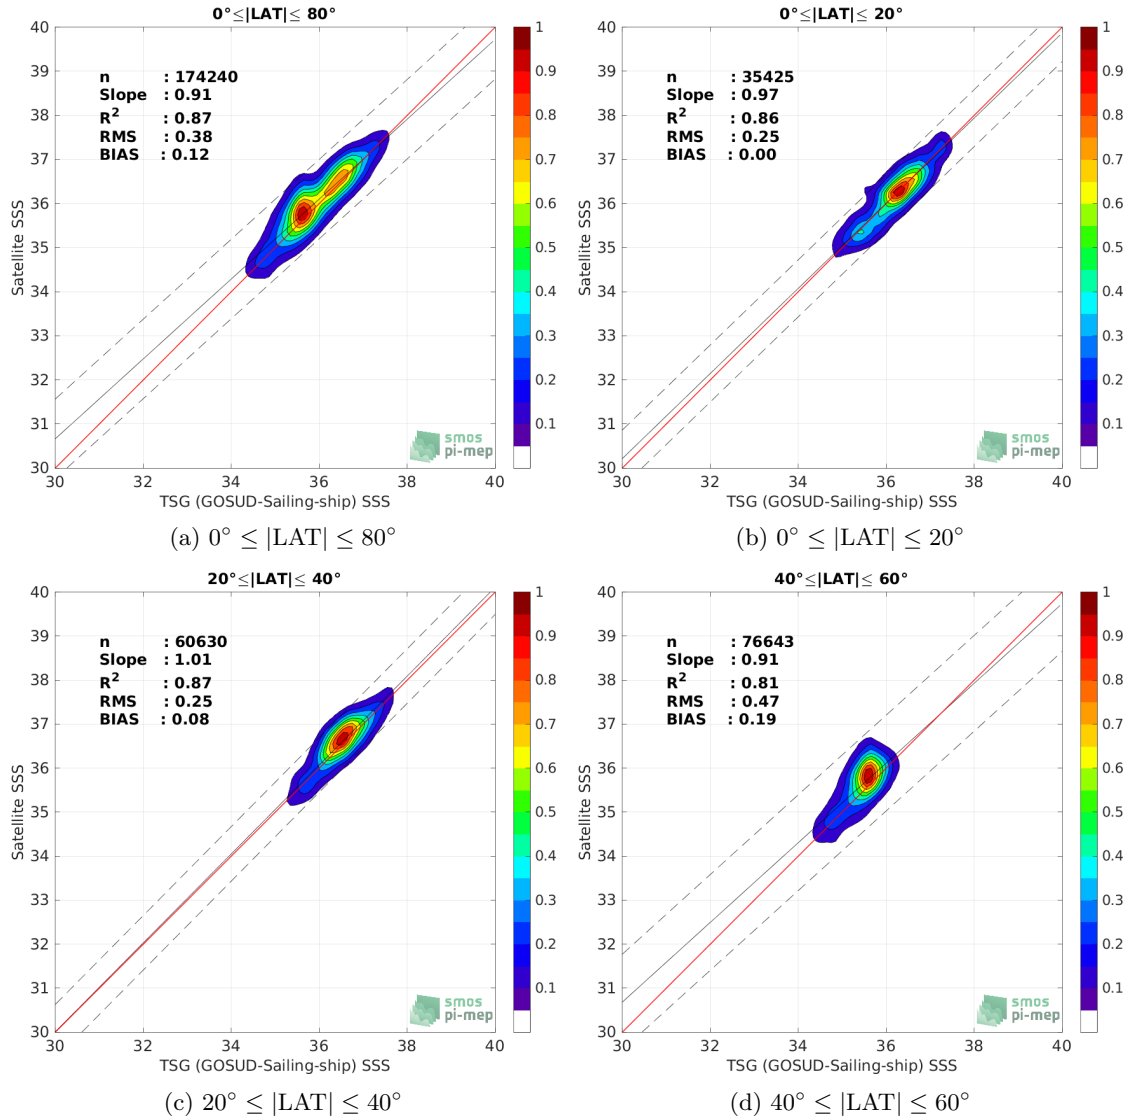 0°≤|LAT|≤ 80°
n : 174240
Slope : 0.91
R² : 0.87
RMS : 0.38
BIAS : 0.12
40
39
38
37
36
35
34
33
32
31
30
30 32 34 36 38 40
Satellite SSS
TSG (GOSUD-Sailing-ship) SSS
1
0.9
0.8
0.7
0.6
0.5
0.4
0.3
0.2
0.1
smos
pi-mep
(a) 0° ≤ |LAT| ≤ 80°
0°≤|LAT|≤ 20°
n : 35425
Slope : 0.97
R² : 0.86
RMS : 0.25
BIAS : 0.00
40
39
38
37
36
35
34
33
32
31
30
30 32 34 36 38 40
Satellite SSS
TSG (GOSUD-Sailing-ship) SSS
1
0.9
0.8
0.7
0.6
0.5
0.4
0.3
0.2
0.1
smos
pi-mep
(b) 0° ≤ |LAT| ≤ 20°
20°≤|LAT|≤ 40°
n : 60630
Slope : 1.01
R² : 0.87
RMS : 0.25
BIAS : 0.08
40
39
38
37
36
35
34
33
32
31
30
30 32 34 36 38 40
Satellite SSS
TSG (GOSUD-Sailing-ship) SSS
1
0.9
0.8
0.7
0.6
0.5
0.4
0.3
0.2
0.1
smos
pi-mep
(c) 20° ≤ |LAT| ≤ 40°
40°≤|LAT|≤ 60°
n : 76643
Slope : 0.91
R² : 0.81
RMS : 0.47
BIAS : 0.19
40
39
38
37
36
35
34
33
32
31
30
30 32 34 36 38 40
Satellite SSS
TSG (GOSUD-Sailing-ship) SSS
1
0.9
0.8
0.7
0.6
0.5
0.4
0.3
0.2
0.1
smos
pi-mep
(d) 40° ≤ |LAT| ≤ 60°